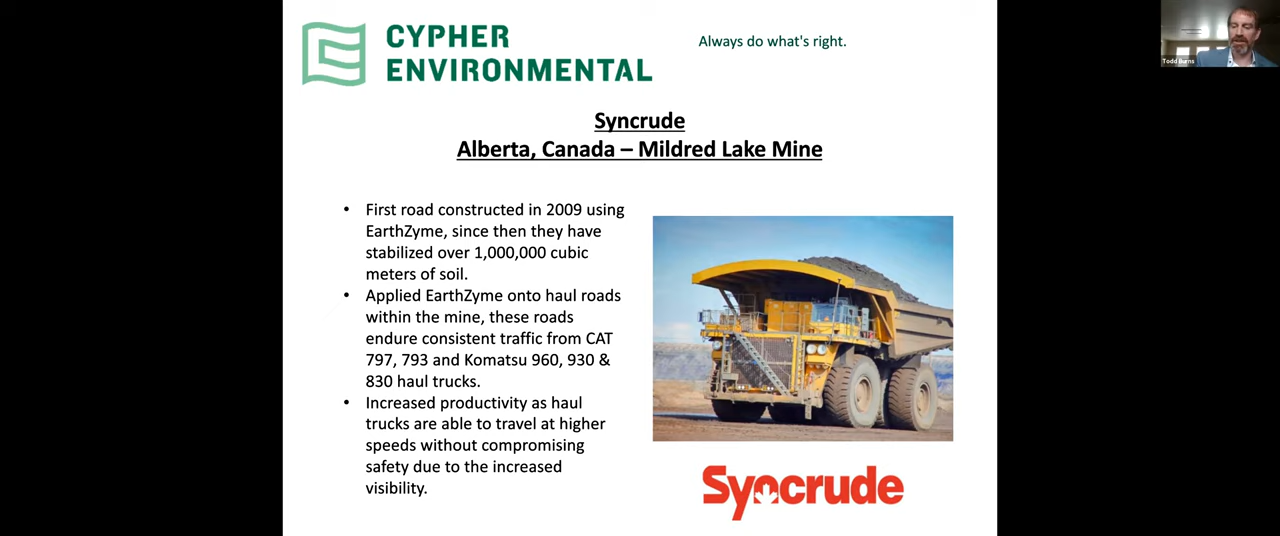 CYPHER
ENVIRONMENTAL
Always do what's right.
Todd Burns
Syncrude
Alberta, Canada – Mildred Lake Mine
• First road constructed in 2009 using
EarthZyme, since then they have
stabilized over 1,000,000 cubic
meters of soil.
• Applied EarthZyme onto haul roads
within the mine, these roads
endure consistent traffic from CAT
797, 793 and Komatsu 960, 930 &
830 haul trucks.
• Increased productivity as haul
trucks are able to travel at higher
speeds without compromising
safety due to the increased
visibility.
Syncrude